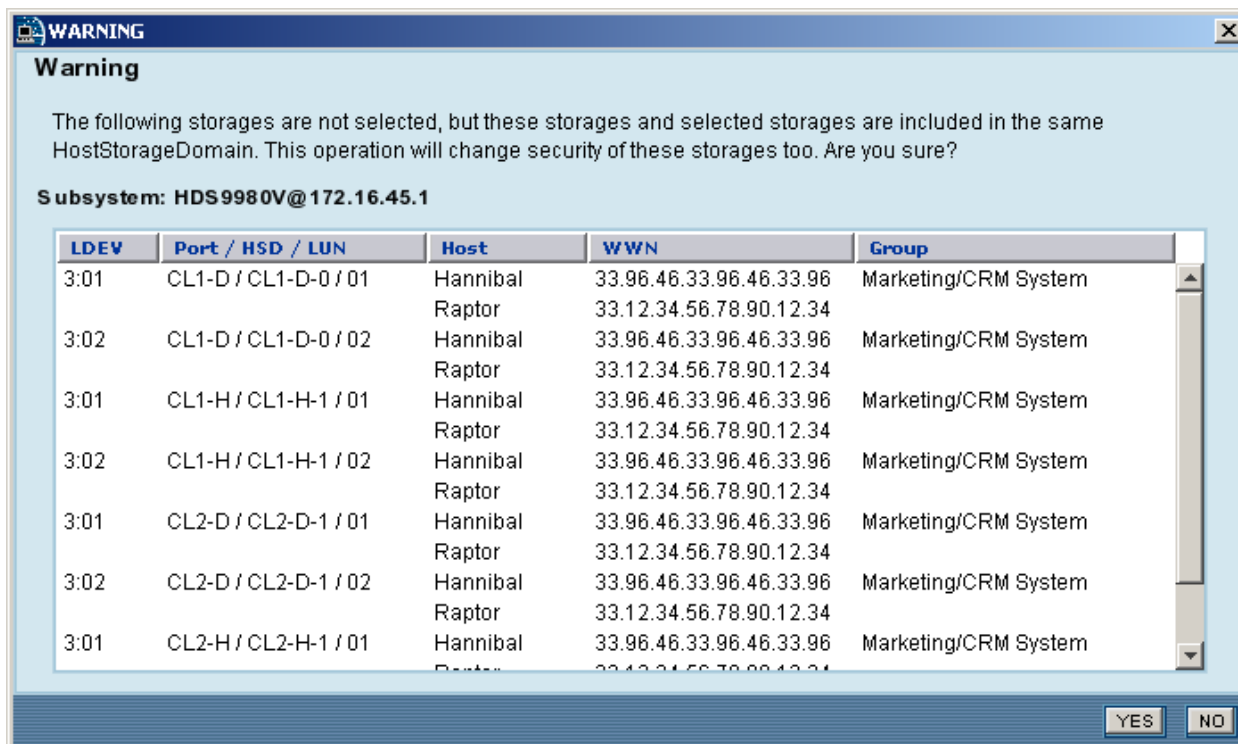 WARNING
Warning
The following storages are not selected, but these storages and selected storages are included in the same
HostStorageDomain. This operation will change security of these storages too. Are you sure?
Subsystem: HDS9980V@172.16.45.1
LDEV Port / HSD / LUN Host WWN Group
3:01 CL1-D / CL1-D-0 / 01 Hannibal 33.96.46.33.96.46.33.96 Marketing/CRM System
Raptor 33.12.34.56.78.90.12.34
3:02 CL1-D / CL1-D-0 / 02 Hannibal 33.96.46.33.96.46.33.96 Marketing/CRM System
Raptor 33.12.34.56.78.90.12.34
3:01 CL1-H / CL1-H-1 / 01 Hannibal 33.96.46.33.96.46.33.96 Marketing/CRM System
Raptor 33.12.34.56.78.90.12.34
3:02 CL1-H / CL1-H-1 / 02 Hannibal 33.96.46.33.96.46.33.96 Marketing/CRM System
Raptor 33.12.34.56.78.90.12.34
3:01 CL2-D / CL2-D-1 / 01 Hannibal 33.96.46.33.96.46.33.96 Marketing/CRM System
Raptor 33.12.34.56.78.90.12.34
3:02 CL2-D / CL2-D-1 / 02 Hannibal 33.96.46.33.96.46.33.96 Marketing/CRM System
Raptor 33.12.34.56.78.90.12.34
3:01 CL2-H / CL2-H-1 / 01 Hannibal 33.96.46.33.96.46.33.96 Marketing/CRM System
YES NO